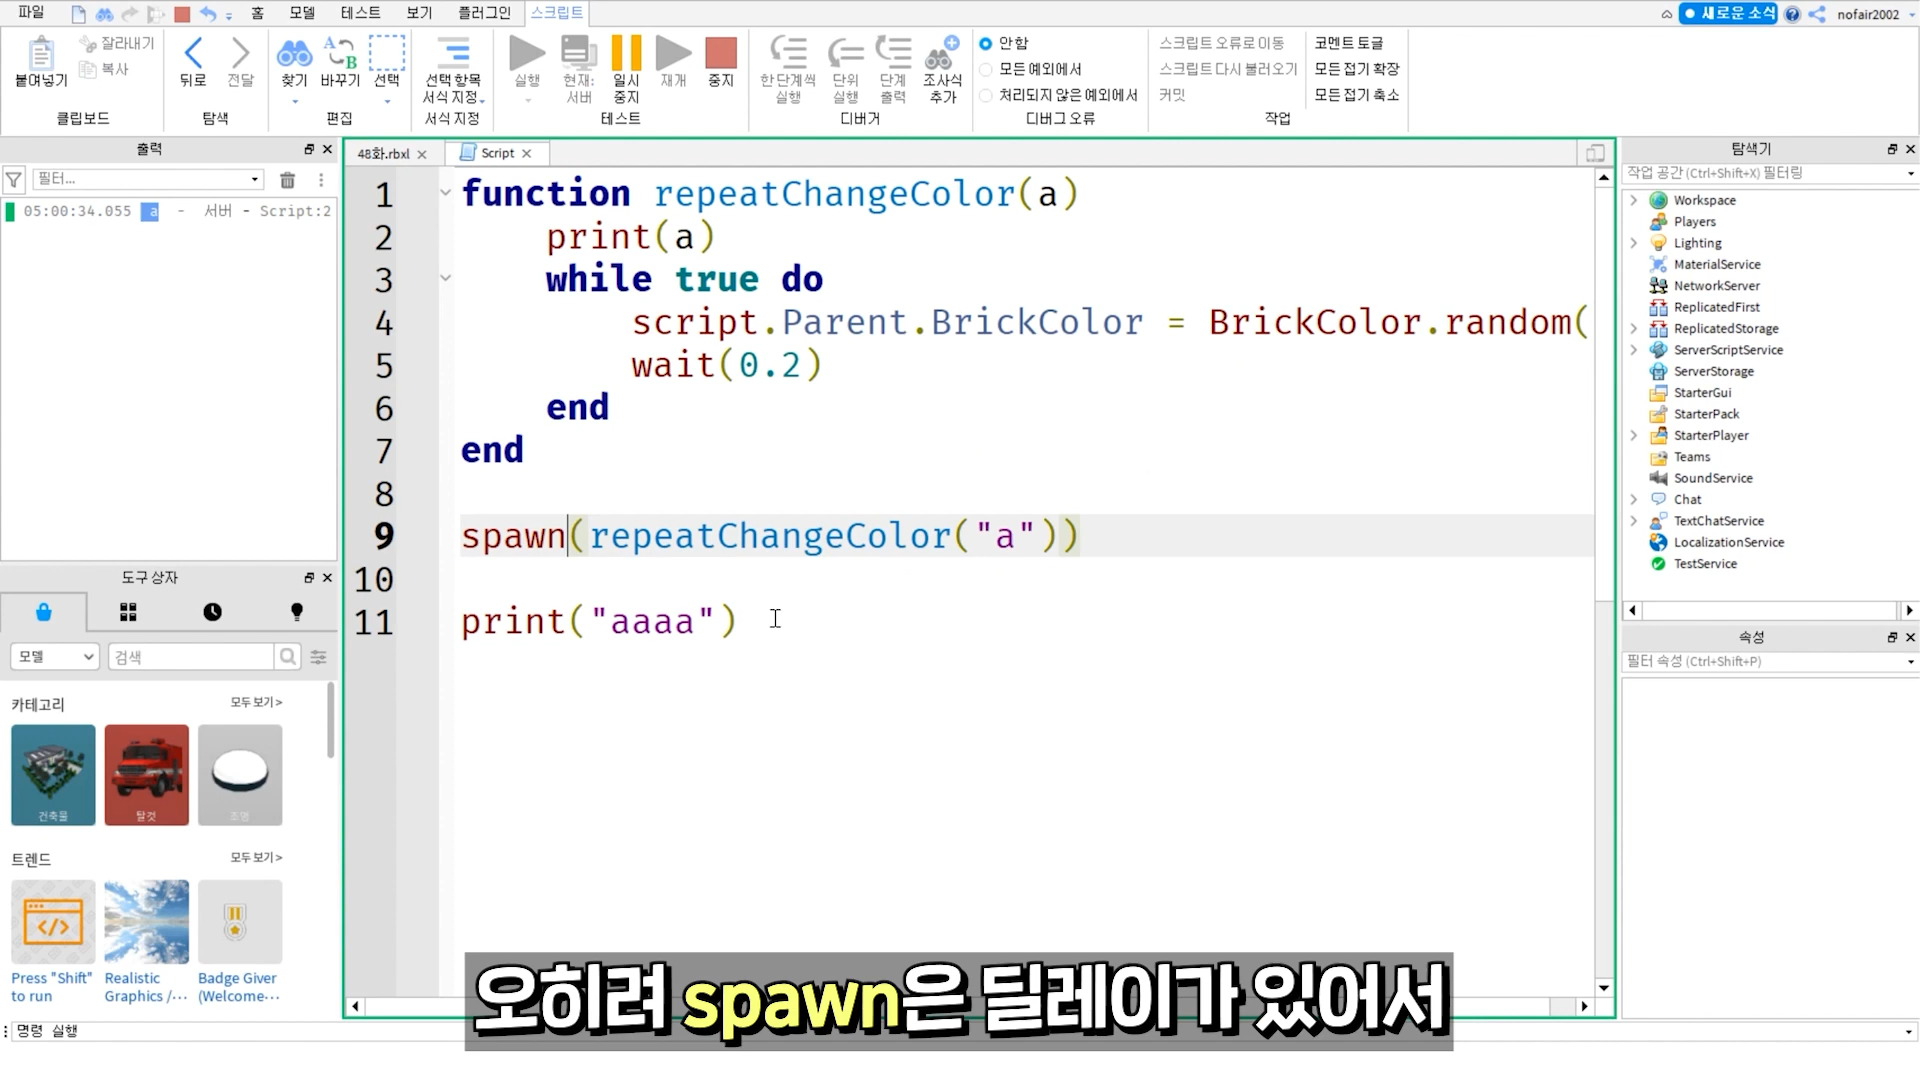 파일 홈 모델 테스트 보기 플러그인 스크립트 새로운 소식 nofair2002
붙여넣기 잘라내기 복사 클립보드
뒤로 전달 탐색
찾기 바꾸기 선택 편집
선택 항목 서식 지정 서식 지정
실행 현재: 서버 일시 중지 재개 중지 테스트
한 단계씩 실행 단위 실행 단계 출력 조사식 추가 디버거
안 함
모든 예외에서
처리되지 않은 예외에서
디버그 오류
스크립트 오류로 이동 코멘트 토글
스크립트 다시 불러오기 모든 접기 확장
커밋 모든 접기 축소
작업
출력
필터...
05:00:34.055 a - 서버 - Script:2
48화.rbxl Script
1 function repeatChangeColor(a)
2 print(a)
3 while true do
4 script.Parent.BrickColor = BrickColor.random(
5 wait(0.2)
6 end
7 end
8
9 spawn(repeatChangeColor("a"))
10
11 print("aaaa")
도구 상자
모델 검색
카테고리 모두 보기>
건축물 탈것 조명
트렌드 모두 보기>
Press "Shift" to run
Realistic Graphics /...
Badge Giver (Welcome...
명령 실행
탐색기
작업 공간 (Ctrl+Shift+X) 필터링
Workspace
Players
Lighting
MaterialService
NetworkServer
ReplicatedFirst
ReplicatedStorage
ServerScriptService
ServerStorage
StarterGui
StarterPack
StarterPlayer
Teams
SoundService
Chat
TextChatService
LocalizationService
TestService
속성
필터 속성 (Ctrl+Shift+P)
오히려 spawn은 딜레이가 있어서